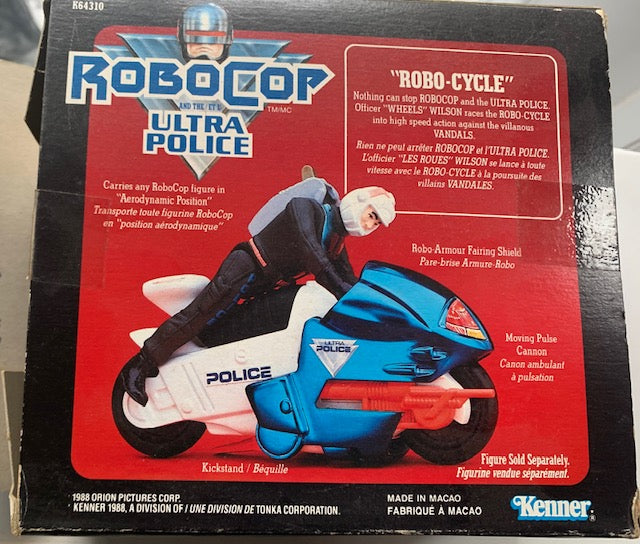 K64310
ROBOCOP
TM/MC
AND THE / ET L
ULTRA
POLICE
"ROBO-CYCLE"
Nothing can stop ROBOCOP and the ULTRA POLICE.
Officer "WHEELS" WILSON races the ROBO-CYCLE
into high speed action against the villanous
VANDALS.
Rien ne peut arrêter ROBOCOP et l'ULTRA POLICE.
L'officier "LES ROUES" WILSON se lance à toute
vitesse avec le ROBO-CYCLE à la poursuite des
villains VANDALES.
Carries any RoboCop figure in
"Aerodynamic Position"
Transporte toute figurine RoboCop
en "position aérodynamique"
Robo-Armour Fairing Shield
Pare-brise Armure-Robo
Moving Pulse
Cannon
Canon ambulant
à pulsation
ULTRA
POLICE
POLICE
Kickstand / Béquille
Figure Sold Separately.
Figurine vendue séparément.
1988 ORION PICTURES CORP.
KENNER 1988, A DIVISION OF / UNE DIVISION DE TONKA CORPORATION.
MADE IN MACAO
FABRIQUÉ À MACAO
Kenner®